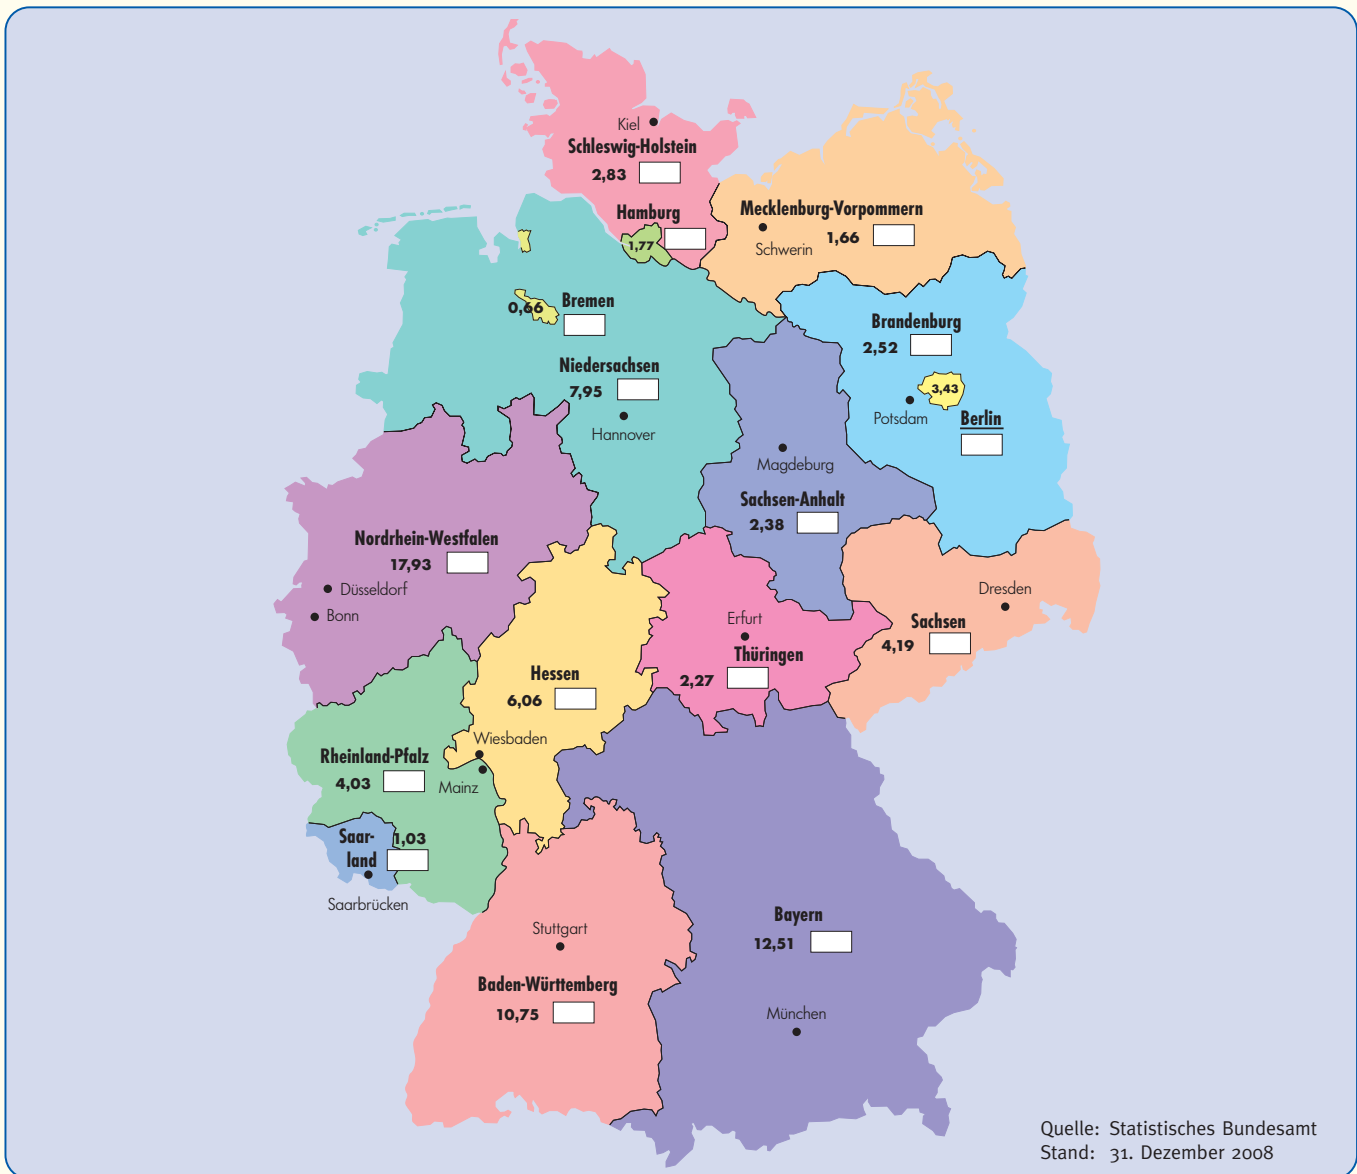 Kiel
Schleswig-Holstein
2,83
Hamburg
1,77
Mecklenburg-Vorpommern
Schwerin
1,66
0,66
Bremen
Niedersachsen
7,95
Hannover
Brandenburg
2,52
3,43
Potsdam
Berlin
Magdeburg
Sachsen-Anhalt
2,38
Nordrhein-Westfalen
17,93
Düsseldorf
Bonn
Dresden
Sachsen
4,19
Erfurt
Thüringen
2,27
Hessen
6,06
Wiesbaden
Rheinland-Pfalz
4,03
Mainz
Saar-
land
1,03
Saarbrücken
Stuttgart
Baden-Württemberg
10,75
Bayern
12,51
München
Quelle: Statistisches Bundesamt
Stand: 31. Dezember 2008